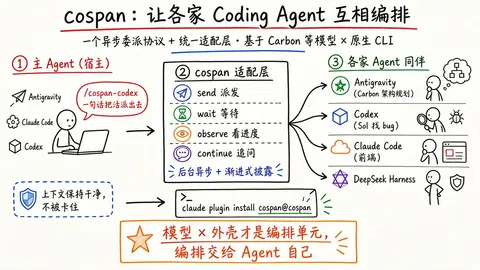 cospan：让各家 Coding Agent 互相编排
一个异步委派协议 + 统一适配层 · 基于 Carbon 等模型 × 原生 CLI
① 主 Agent (宿主)
Antigravity
Claude Code
Codex
/cospan-codex
一句话把活派出去
② cospan 适配层
send 派发
wait 等待
observe 看进度
continue 追问
后台异步 + 渐进式披露
③ 各家 Agent 同伴
Antigravity
(Carbon 架构规划)
Codex
(Sol 找 bug)
Claude Code
(前端)
DeepSeek Harness
上下文保持干净，
不被卡住
>_
claude plugin install cospan@cospan
模型 × 外壳才是编排单元，
编排交给 Agent 自己